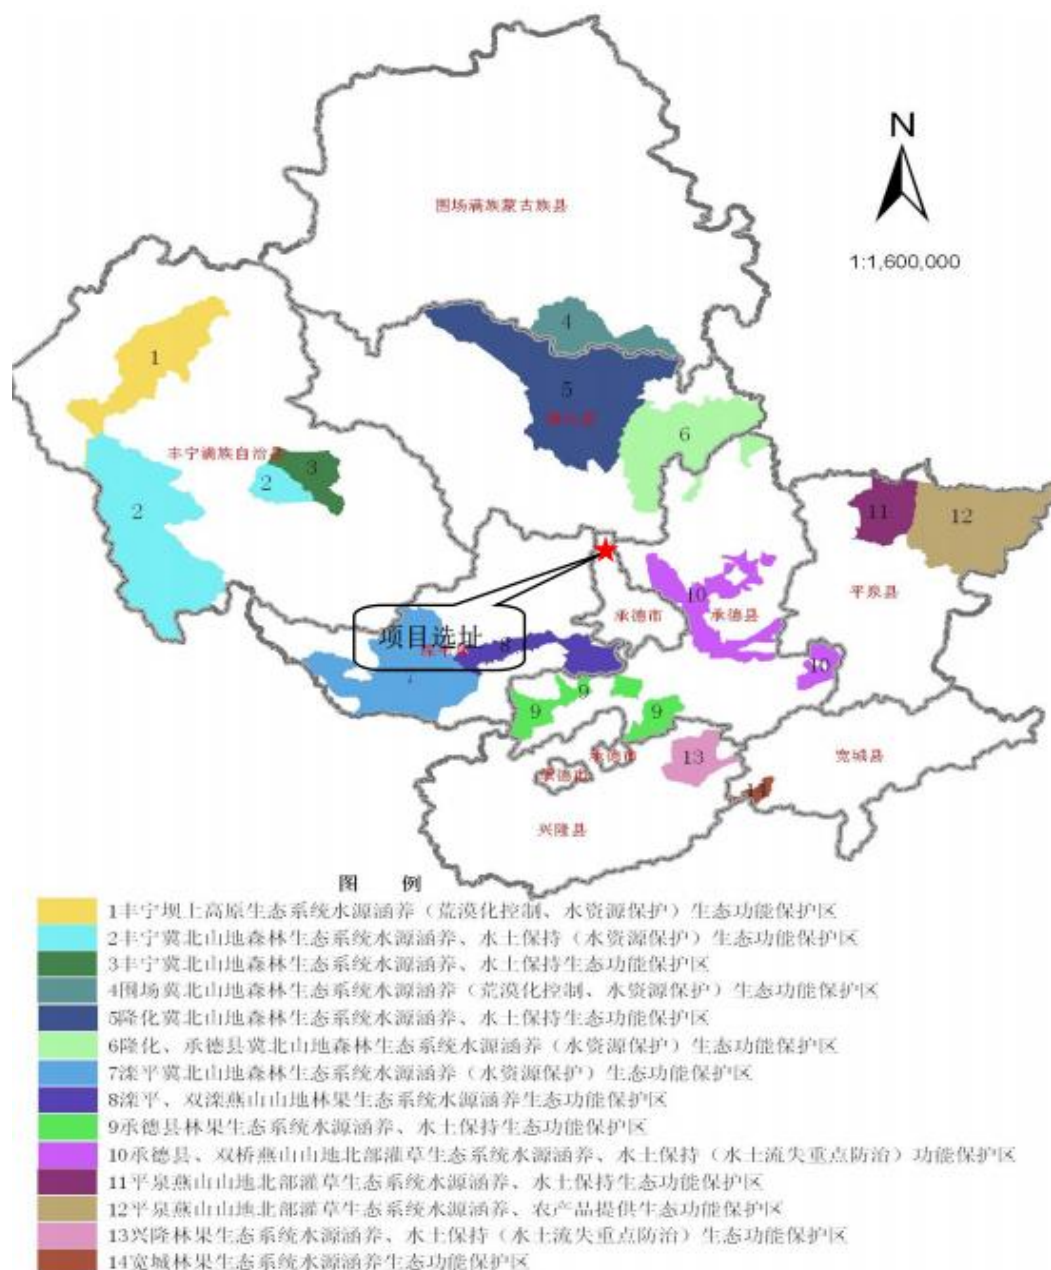 N
1:1,600,000
围场满族蒙古族县
4
1
5
6
丰宁满族自治县
3
2
2
11
12
平泉县
10
承德市
承德县
项目选址
8
10
7
9
9
9
承德市
13
宽城县
承德市
14
兴隆县
图 例
1丰宁坝上高原生态系统水源涵养（荒漠化控制、水资源保护）生态功能保护区
2丰宁冀北山地森林生态系统水源涵养、水土保持（水资源保护）生态功能保护区
3丰宁冀北山地森林生态系统水源涵养、水土保持生态功能保护区
4围场冀北山地森林生态系统水源涵养（荒漠化控制、水资源保护）生态功能保护区
5隆化冀北山地森林生态系统水源涵养、水土保持生态功能保护区
6隆化、承德县冀北山地森林生态系统水源涵养（水资源保护）生态功能保护区
7滦平冀北山地森林生态系统水源涵养（水资源保护）生态功能保护区
8滦平、双滦燕山山地林果生态系统水源涵养生态功能保护区
9承德县林果生态系统水源涵养、水土保持生态功能保护区
10承德县、双桥燕山山地北部灌草生态系统水源涵养、水土保持（水土流失重点防治）功能保护区
11平泉燕山山地北部灌草生态系统水源涵养、水土保持生态功能保护区
12平泉燕山山地北部灌草生态系统水源涵养、农产品提供生态功能保护区
13兴隆林果生态系统水源涵养、水土保持（水土流失重点防治）生态功能保护区
14宽城林果生态系统水源涵养生态功能保护区